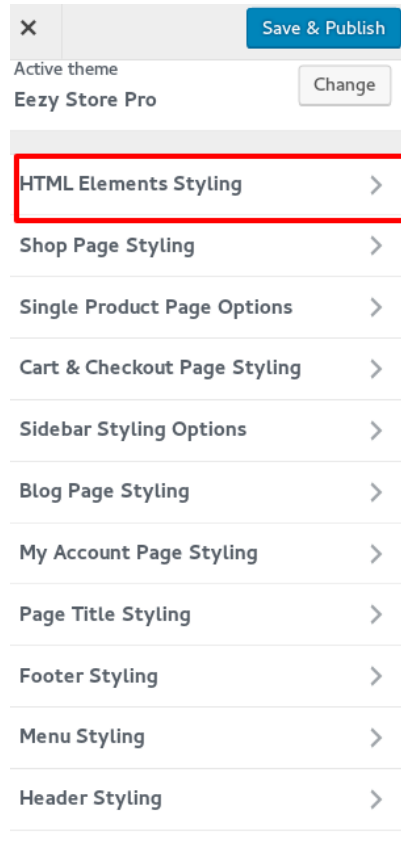 Save & Publish
Active theme
Eezy Store Pro
Change
HTML Elements Styling
Shop Page Styling
Single Product Page Options
Cart & Checkout Page Styling
Sidebar Styling Options
Blog Page Styling
My Account Page Styling
Page Title Styling
Footer Styling
Menu Styling
Header Styling